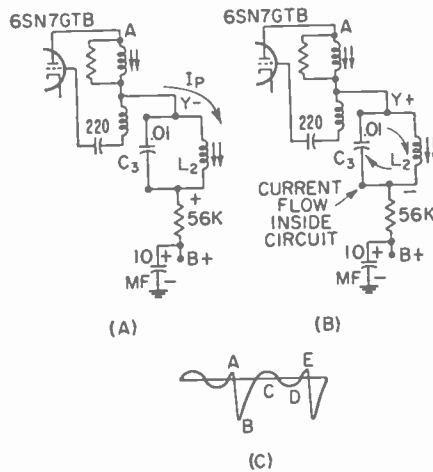 6SN7GTB
A
Y-
IP
220
.01
C3
L2
+
56K
10 +
B+
MF -
(A)
6SN7GTB
B
Y+
220
.01
C3
L2
-
CURRENT
FLOW
INSIDE
CIRCUIT
56K
10 +
B+
MF -
(B)
A
E
C
D
B
(C)